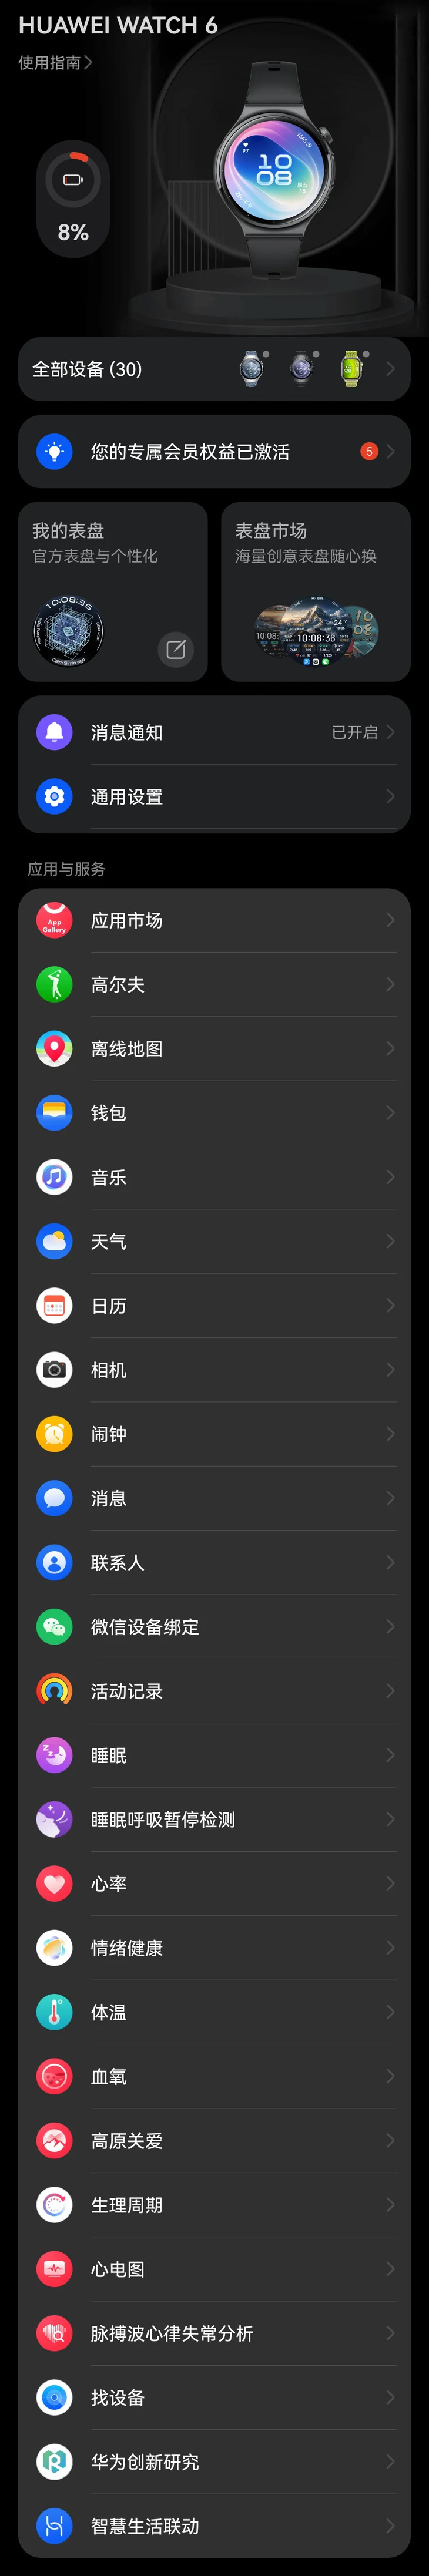 HUAWEI WATCH 6
使用指南
8%
全部设备 (30)
您的专属会员权益已激活
5
我的表盘
官方表盘与个性化
表盘市场
海量创意表盘随心换
10:08:36
10:08:36
消息通知
已开启
通用设置
应用与服务
App
Gallery
应用市场
高尔夫
离线地图
钱包
音乐
天气
日历
相机
闹钟
消息
联系人
微信设备绑定
活动记录
睡眠
睡眠呼吸暂停检测
心率
情绪健康
体温
血氧
高原关爱
生理周期
心电图
脉搏波心律失常分析
找设备
华为创新研究
智慧生活联动